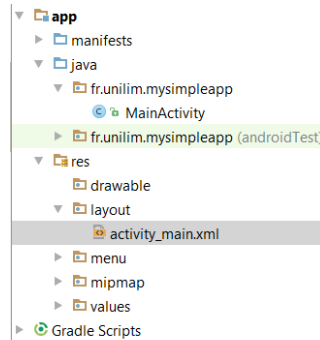 app
manifests
java
fr.unilim.mysimpleapp
MainActivity
fr.unilim.mysimpleapp (androidTest)
res
drawable
layout
activity_main.xml
menu
mipmap
values
Gradle Scripts